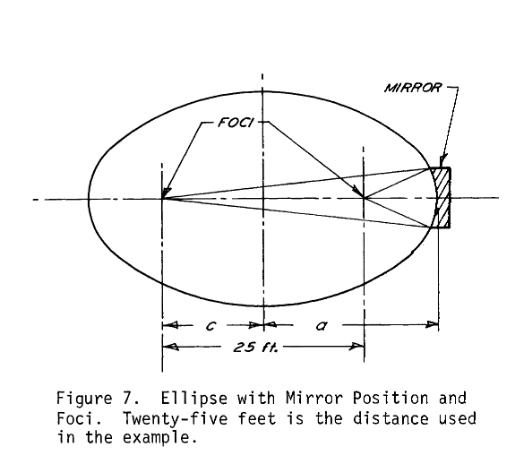 MIRROR
FOCI
c
a
25 ft.
Figure 7. Ellipse with Mirror Position and
Foci. Twenty-five feet is the distance used
in the example.